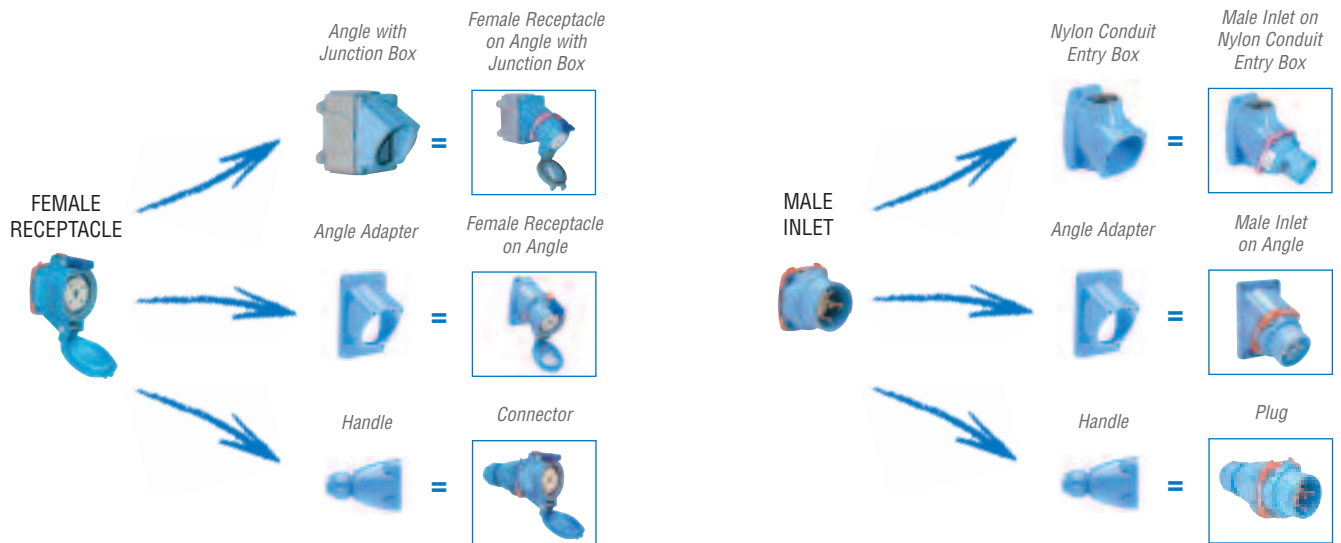 Angle with
Junction Box
Female Receptacle
on Angle with
Junction Box
=
FEMALE
RECEPTACLE
Angle Adapter
Female Receptacle
on Angle
=
Handle
Connector
=
Nylon Conduit
Entry Box
Male Inlet on
Nylon Conduit
Entry Box
=
MALE
INLET
Angle Adapter
Male Inlet
on Angle
=
Handle
Plug
=